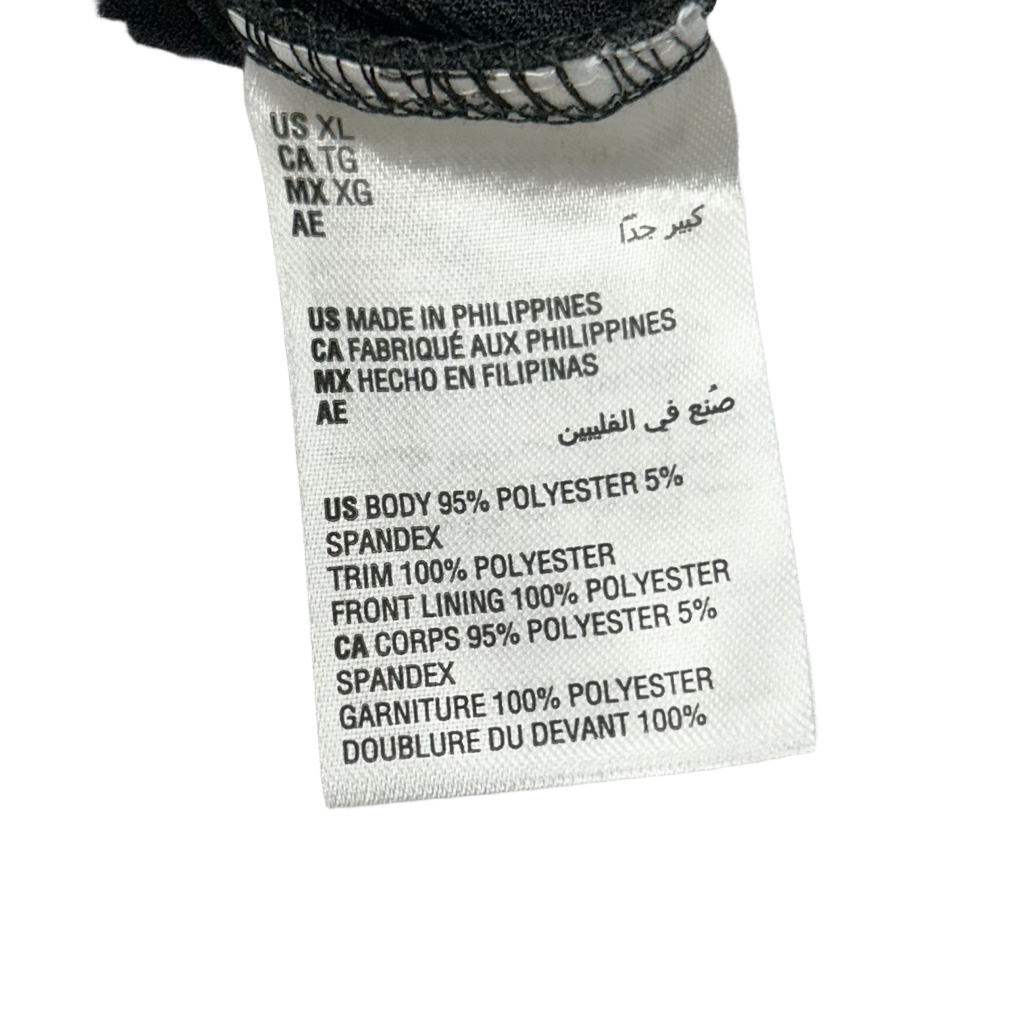 US XL
CA TG
MX XG
AE
كبير جدًا
US MADE IN PHILIPPINES
CA FABRIQUÉ AUX PHILIPPINES
MX HECHO EN FILIPINAS
AE
صُنع في الفليبين
US BODY 95% POLYESTER 5%
SPANDEX
TRIM 100% POLYESTER
FRONT LINING 100% POLYESTER
CA CORPS 95% POLYESTER 5%
SPANDEX
GARNITURE 100% POLYESTER
DOUBLURE DU DEVANT 100%